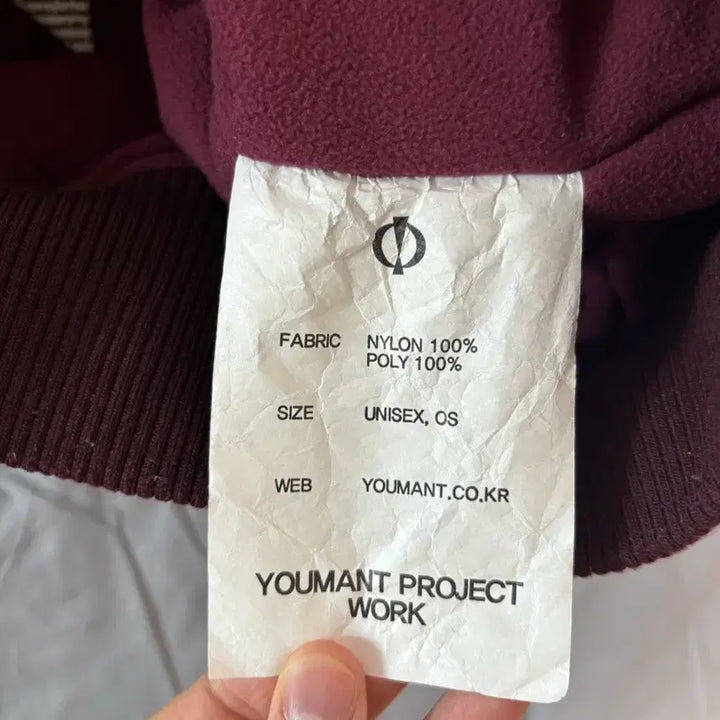 FABRIC NYLON 100%
POLY 100%
SIZE UNISEX, OS
WEB YOUMANT.CO.KR
YOUMANT PROJECT
WORK